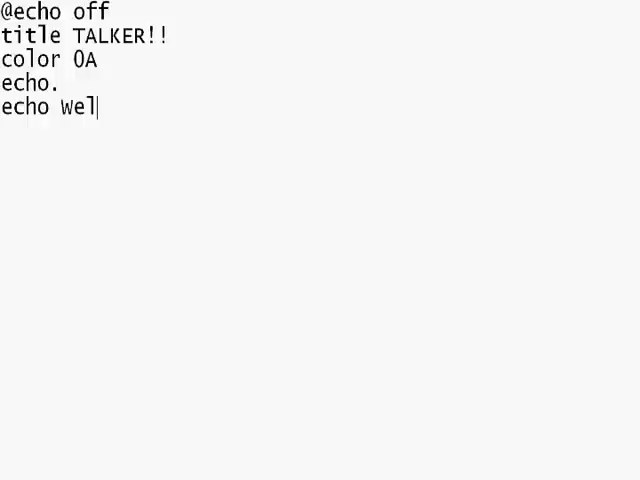 @echo off
title TALKER!!
color 0A
echo.
echo wel